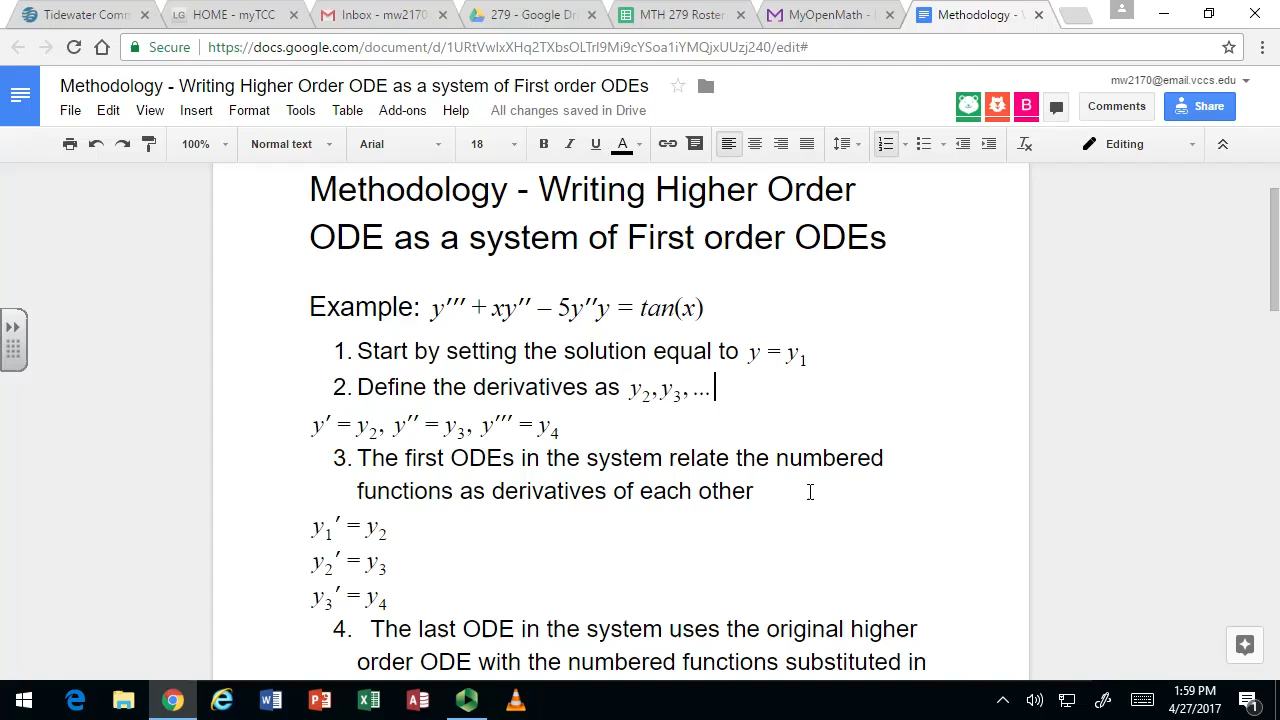 Tidewater Comm
HOME - myTCC
Inbox - mw2170
279 - Google Dri
MTH 279 Roster
MyOpenMath -
Methodology -
Secure
https://docs.google.com/document/d/1URtVwlxXHq2TXbsOLTrI9Mi9cYSoa1iYMQjxUUzj240/edit#
Methodology - Writing Higher Order ODE as a system of First order ODEs
mw2170@email.vccs.edu
File Edit View Insert Format Tools Table Add-ons Help All changes saved in Drive
B
Comments
Share
100% Normal text Arial 18 B I U A Editing
Methodology - Writing Higher Order
ODE as a system of First order ODEs
Example: y′′′ + xy′′ – 5y′′y = tan(x)
1. Start by setting the solution equal to y = y₁
2. Define the derivatives as y₂, y₃, ...
y′ = y₂, y′′ = y₃, y′′′ = y₄
3. The first ODEs in the system relate the numbered
functions as derivatives of each other
y₁′ = y₂
y₂′ = y₃
y₃′ = y₄
4. The last ODE in the system uses the original higher
order ODE with the numbered functions substituted in
1:59 PM
4/27/2017
1